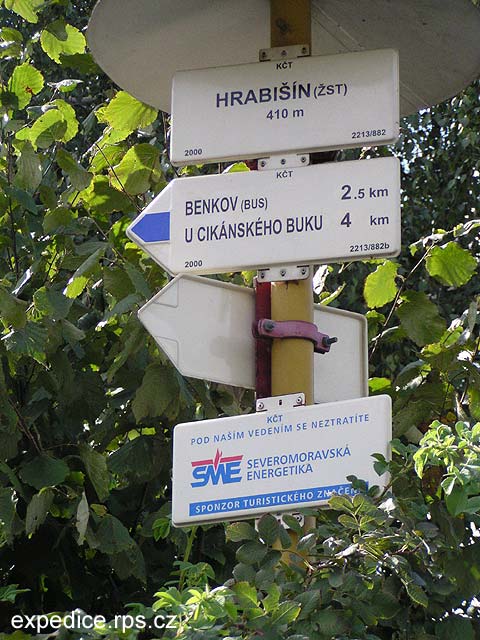 KČT
HRABIŠÍN (ŽST)
410 m
2000 2213/882
KČT
BENKOV (BUS) 2.5 km
U CIKÁNSKÉHO BUKU 4 km
2000 2213/882b
KČT
POD NAŠÍM VEDENÍM SE NEZTRATÍTE
SME SEVEROMORAVSKÁ
ENERGETIKA
SPONZOR TURISTICKÉHO ZNAČENÍ
expedice.rps.cz